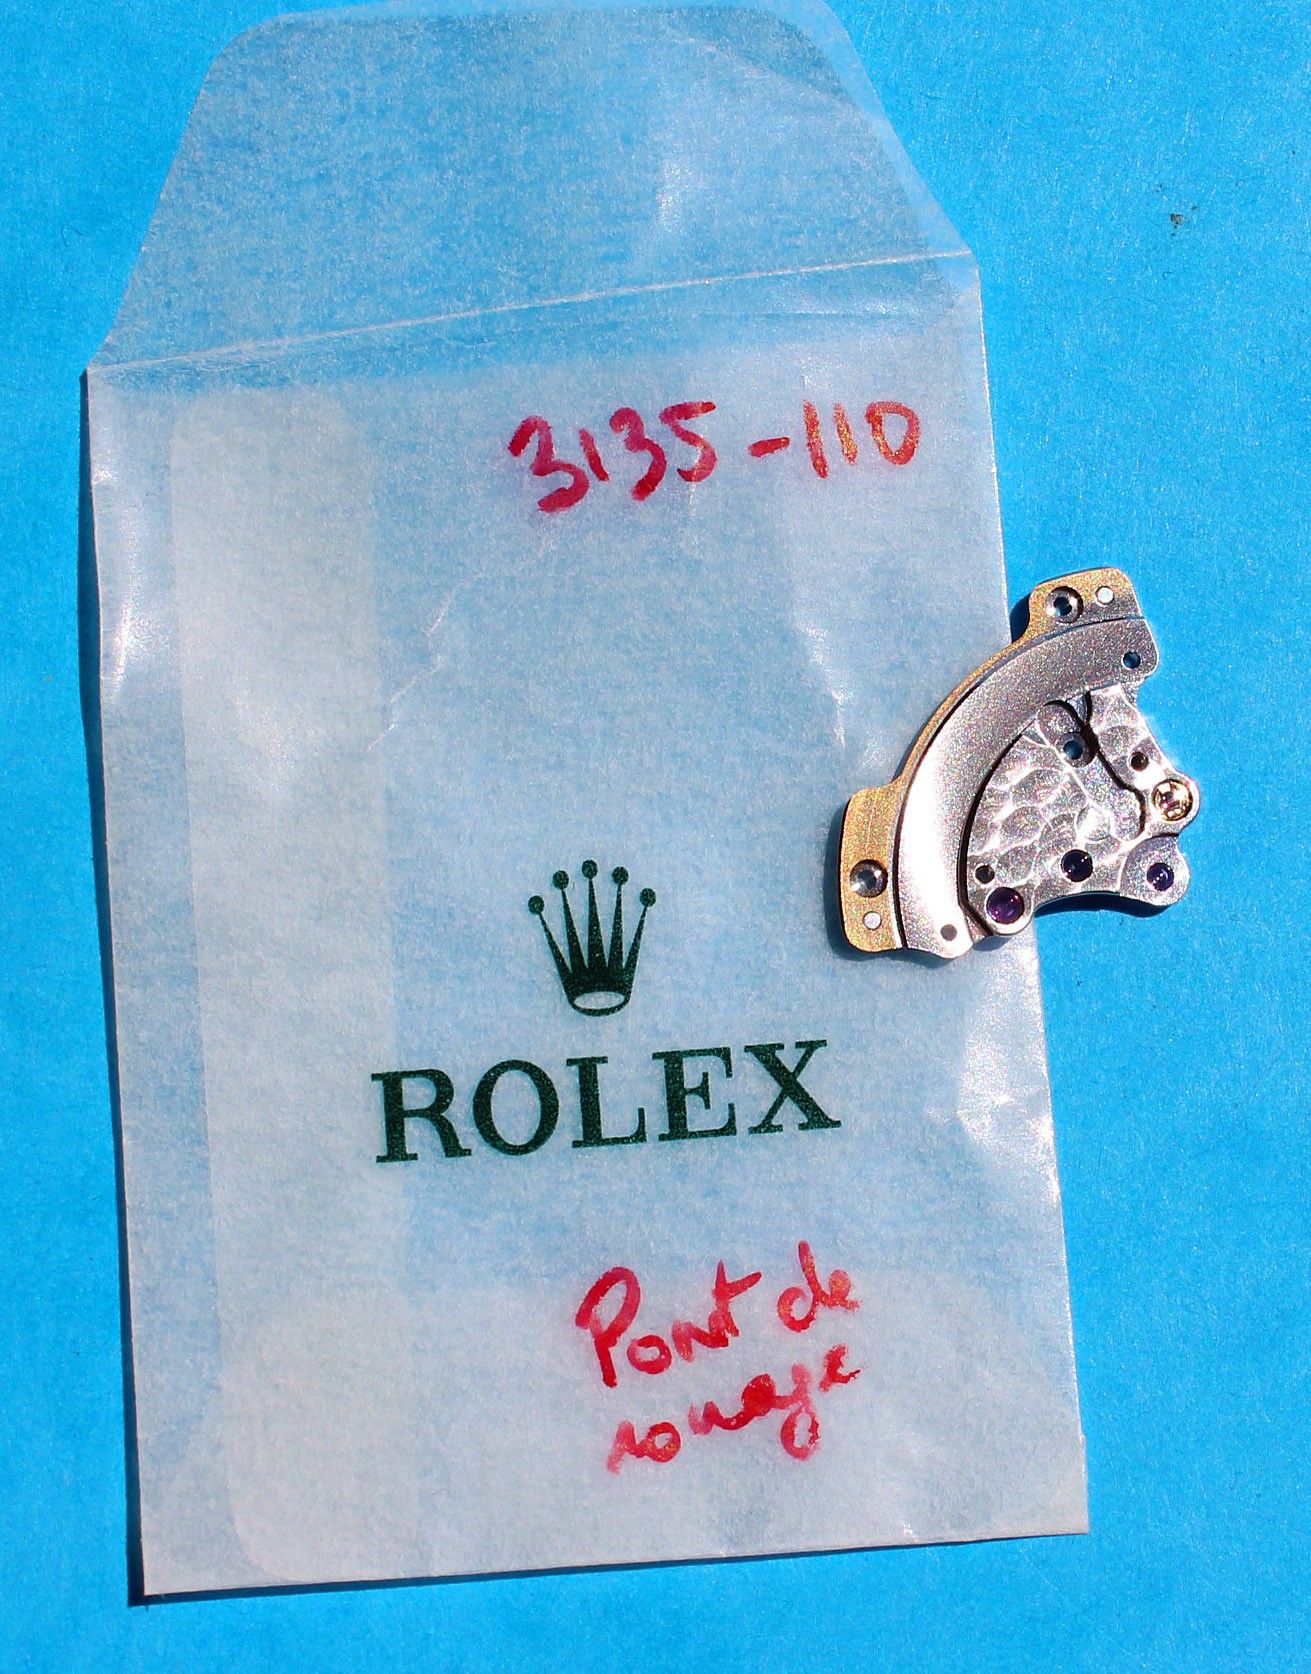 3135-110
ROLEX
Pont de
rouage